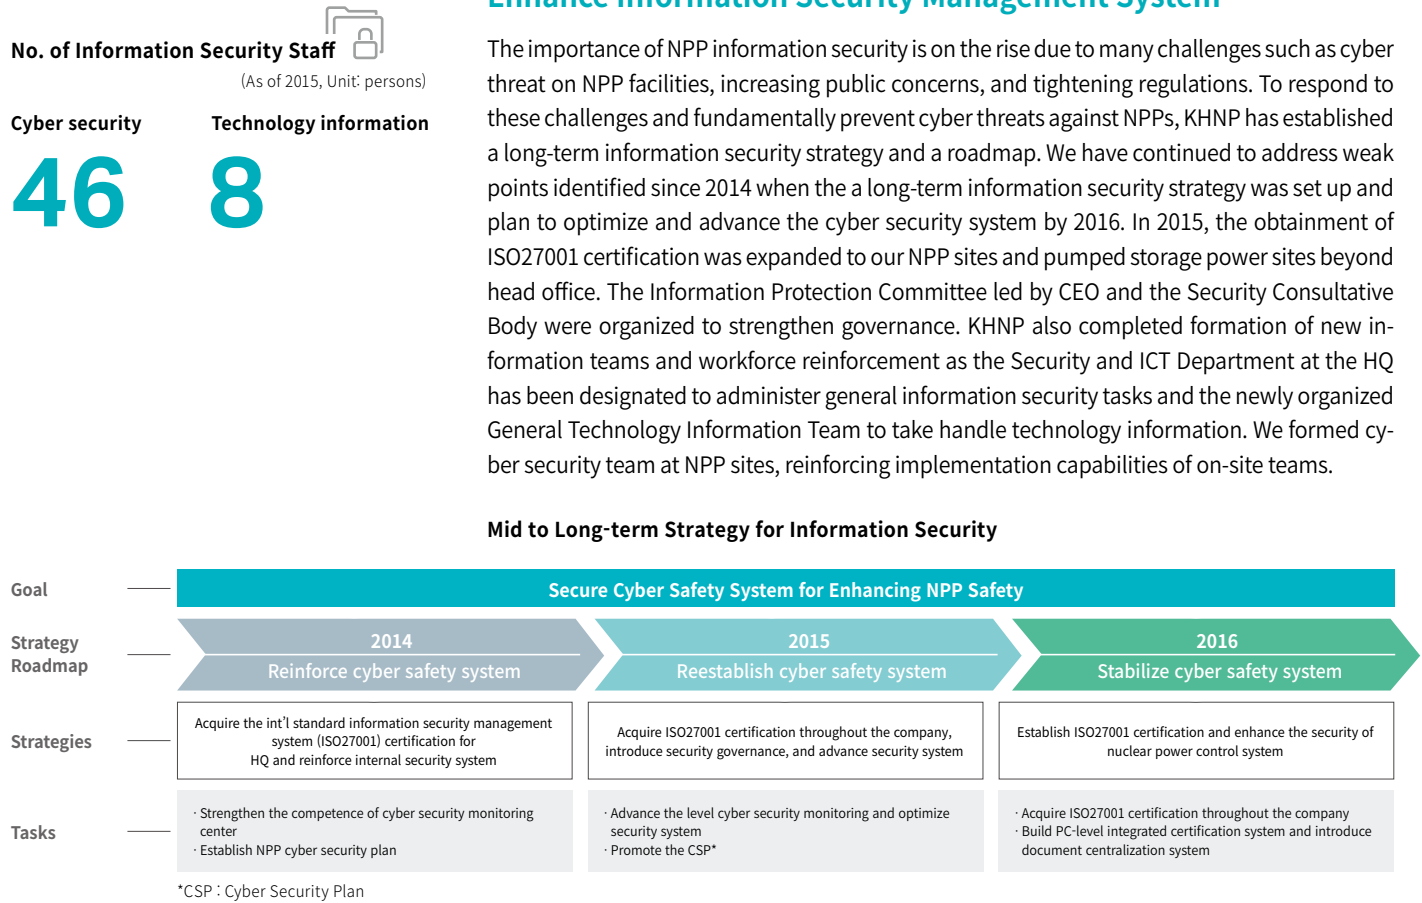 Enhance Information Security Management System
No. of Information Security Staff
(As of 2015, Unit: persons)
Cyber security
Technology information
46
8
The importance of NPP information security is on the rise due to many challenges such as cyber
threat on NPP facilities, increasing public concerns, and tightening regulations. To respond to
these challenges and fundamentally prevent cyber threats against NPPs, KHNP has established
a long-term information security strategy and a roadmap. We have continued to address weak
points identified since 2014 when the a long-term information security strategy was set up and
plan to optimize and advance the cyber security system by 2016. In 2015, the obtainment of
ISO27001 certification was expanded to our NPP sites and pumped storage power sites beyond
head office. The Information Protection Committee led by CEO and the Security Consultative
Body were organized to strengthen governance. KHNP also completed formation of new in-
formation teams and workforce reinforcement as the Security and ICT Department at the HQ
has been designated to administer general information security tasks and the newly organized
General Technology Information Team to take handle technology information. We formed cy-
ber security team at NPP sites, reinforcing implementation capabilities of on-site teams.
Mid to Long-term Strategy for Information Security
Goal
Secure Cyber Safety System for Enhancing NPP Safety
Strategy
Roadmap
2014
Reinforce cyber safety system
2015
Reestablish cyber safety system
2016
Stabilize cyber safety system
Strategies
Acquire the int'l standard information security management
system (ISO27001) certification for
HQ and reinforce internal security system
Acquire ISO27001 certification throughout the company,
introduce security governance, and advance security system
Establish ISO27001 certification and enhance the security of
nuclear power control system
Tasks
· Strengthen the competence of cyber security monitoring
center
· Establish NPP cyber security plan
· Advance the level cyber security monitoring and optimize
security system
· Promote the CSP*
· Acquire ISO27001 certification throughout the company
· Build PC-level integrated certification system and introduce
document centralization system
*CSP : Cyber Security Plan